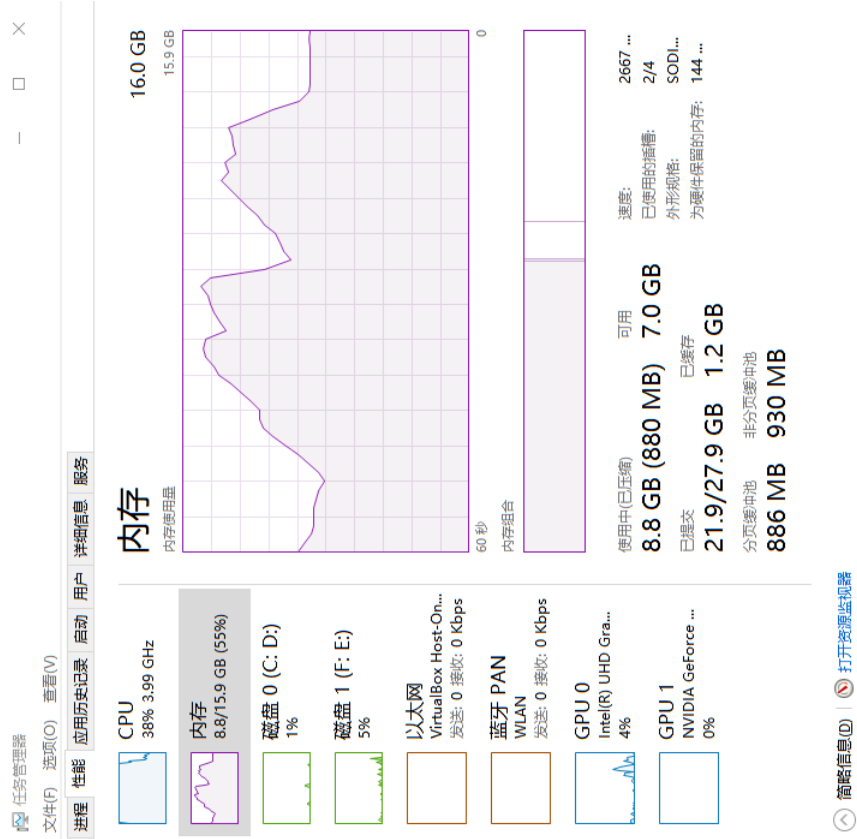 任务管理器
文件(F) 选项(O) 查看(V)
进程 性能 应用历史记录 启动 用户 详细信息 服务
CPU
38% 3.99 GHz
内存
8.8/15.9 GB (55%)
磁盘 0 (C: D:)
1%
磁盘 1 (F: E:)
5%
以太网
VirtualBox Host-On...
发送: 0 接收: 0 Kbps
蓝牙 PAN
WLAN
发送: 0 接收: 0 Kbps
GPU 0
Intel(R) UHD Gra...
4%
GPU 1
NVIDIA GeForce ...
0%
内存 16.0 GB
内存使用量 15.9 GB
60 秒 0
内存组合
使用中(已压缩) 可用
8.8 GB (880 MB) 7.0 GB
已提交 已缓存
21.9/27.9 GB 1.2 GB
分页缓冲池 非分页缓冲池
886 MB 930 MB
速度: 2667 ...
已使用的插槽: 2/4
外形规格: SODI...
为硬件保留的内存: 144 ...
简略信息(D) 打开资源监视器